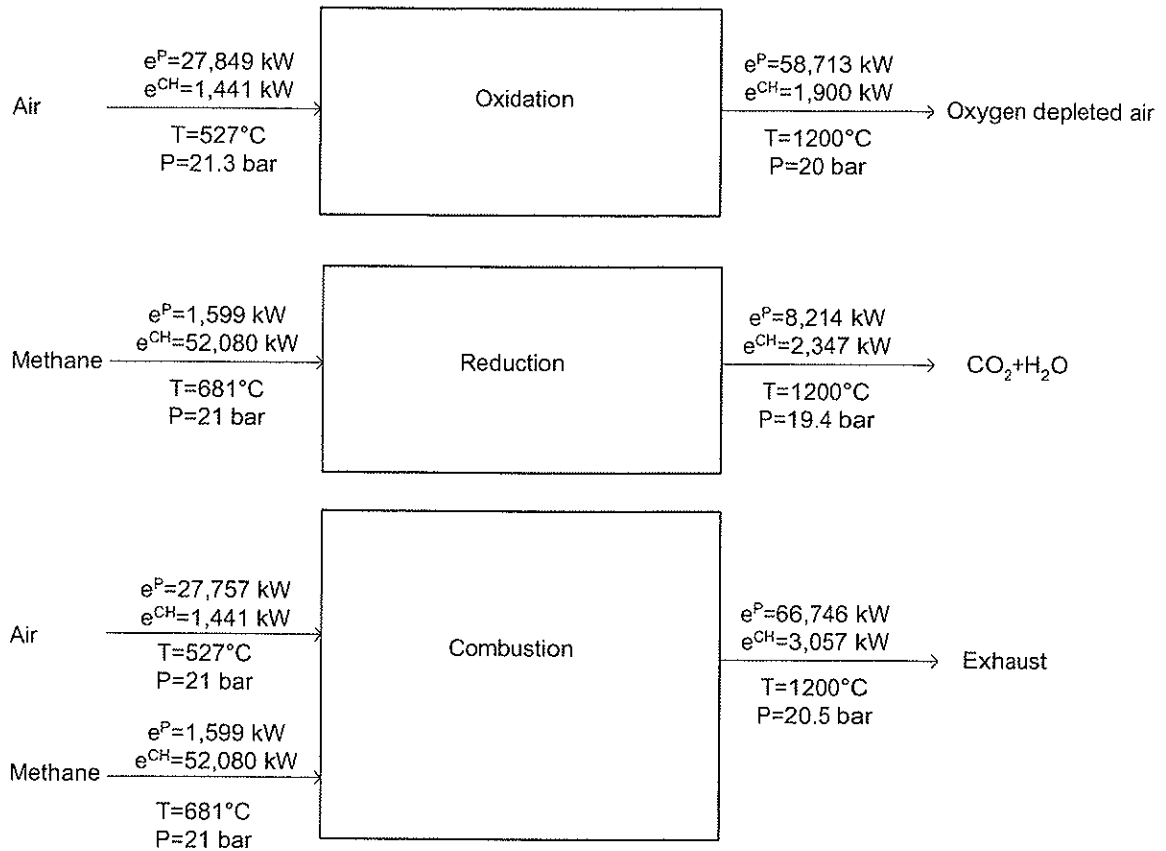 e^P=27,849 kW
e^CH=1,441 kW
Air
T=527°C
P=21.3 bar
Oxidation
e^P=58,713 kW
e^CH=1,900 kW
Oxygen depleted air
T=1200°C
P=20 bar
e^P=1,599 kW
e^CH=52,080 kW
Methane
T=681°C
P=21 bar
Reduction
e^P=8,214 kW
e^CH=2,347 kW
CO₂+H₂O
T=1200°C
P=19.4 bar
e^P=27,757 kW
e^CH=1,441 kW
Air
T=527°C
P=21 bar
e^P=1,599 kW
e^CH=52,080 kW
Methane
T=681°C
P=21 bar
Combustion
e^P=66,746 kW
e^CH=3,057 kW
Exhaust
T=1200°C
P=20.5 bar